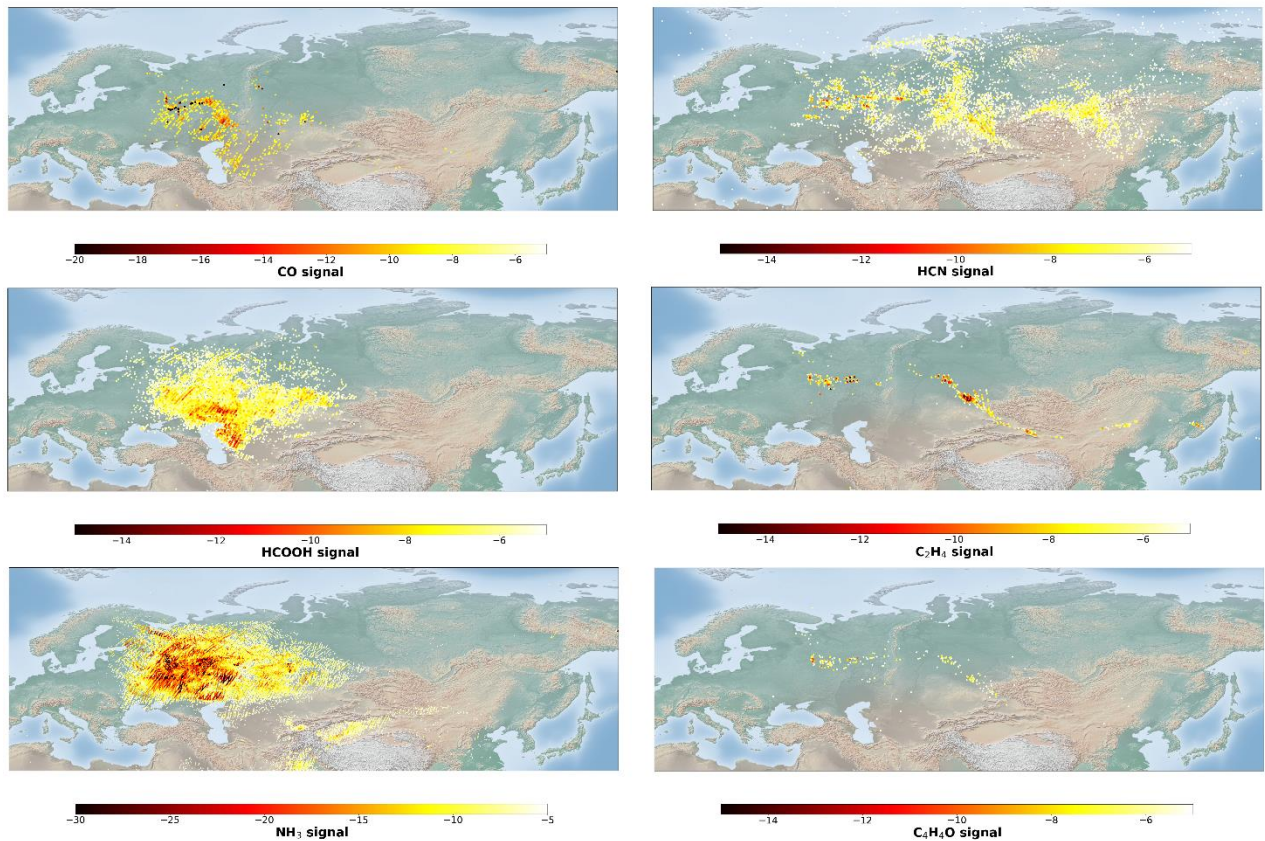 −20 −18 −16 −14 −12 −10 −8 −6
CO signal
−14 −12 −10 −8 −6
HCN signal
−14 −12 −10 −8 −6
HCOOH signal
−14 −12 −10 −8 −6
C₂H₄ signal
−30 −25 −20 −15 −10 −5
NH₃ signal
−14 −12 −10 −8 −6
C₄H₄O signal